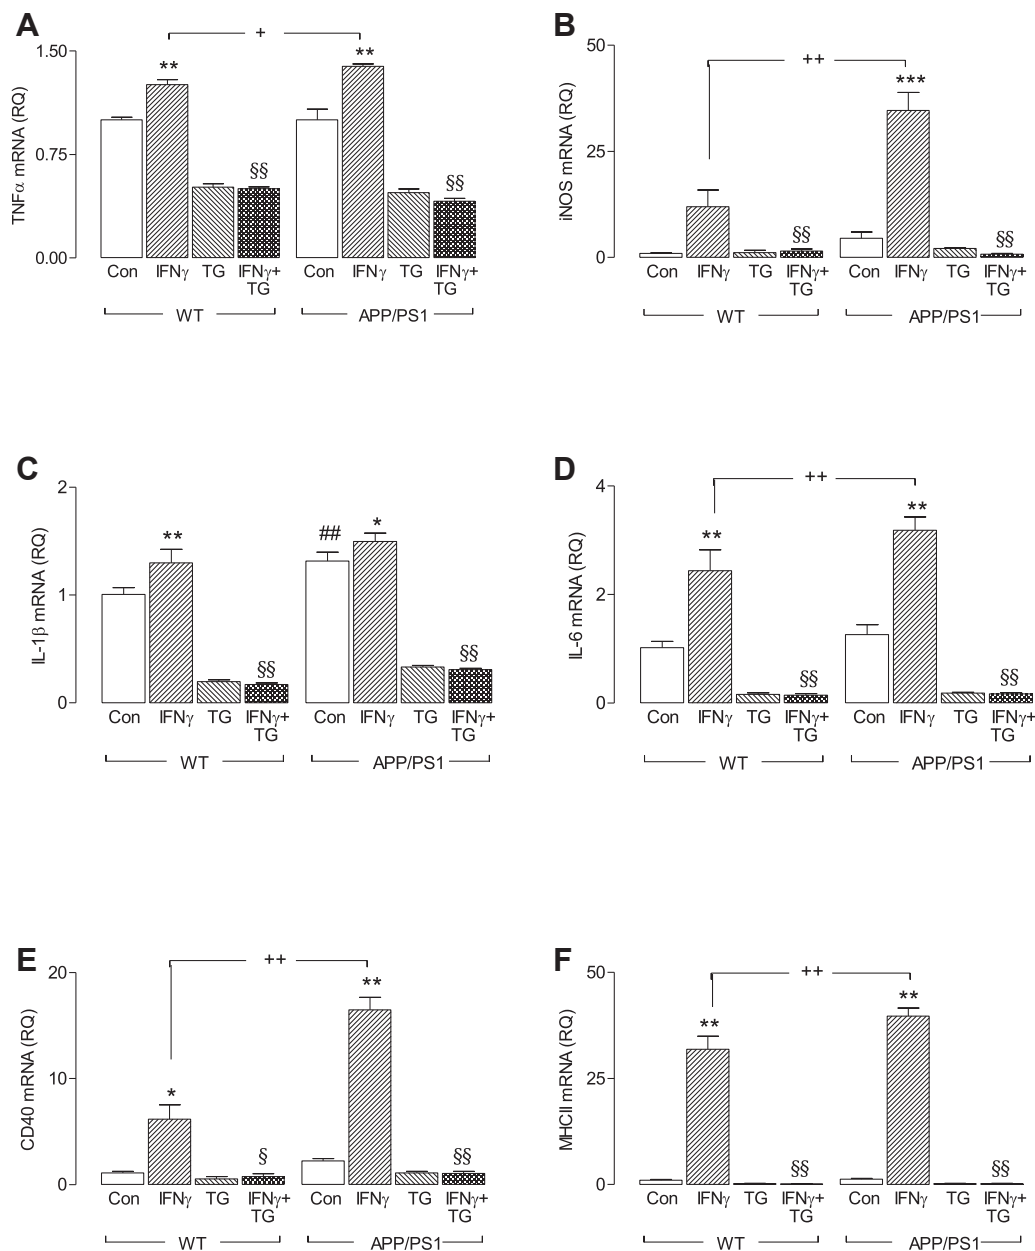 A
TNFα mRNA (RQ)
1.50
0.75
0.00
+
** ** §§ §§
Con IFNγ TG IFNγ+ Con IFNγ TG IFNγ+
TG TG
WT APP/PS1
B
iNOS mRNA (RQ)
50
25
0
++
*** §§ §§
Con IFNγ TG IFNγ+ Con IFNγ TG IFNγ+
TG TG
WT APP/PS1
C
IL-1β mRNA (RQ)
2
1
0
** ## * §§ §§
Con IFNγ TG IFNγ+ Con IFNγ TG IFNγ+
TG TG
WT APP/PS1
D
IL-6 mRNA (RQ)
4
2
0
++
** ** §§ §§
Con IFNγ TG IFNγ+ Con IFNγ TG IFNγ+
TG TG
WT APP/PS1
E
CD40 mRNA (RQ)
20
10
0
++
* ** § §§
Con IFNγ TG IFNγ+ Con IFNγ TG IFNγ+
TG TG
WT APP/PS1
F
MHCII mRNA (RQ)
50
25
0
++
** ** §§ §§
Con IFNγ TG IFNγ+ Con IFNγ TG IFNγ+
TG TG
WT APP/PS1